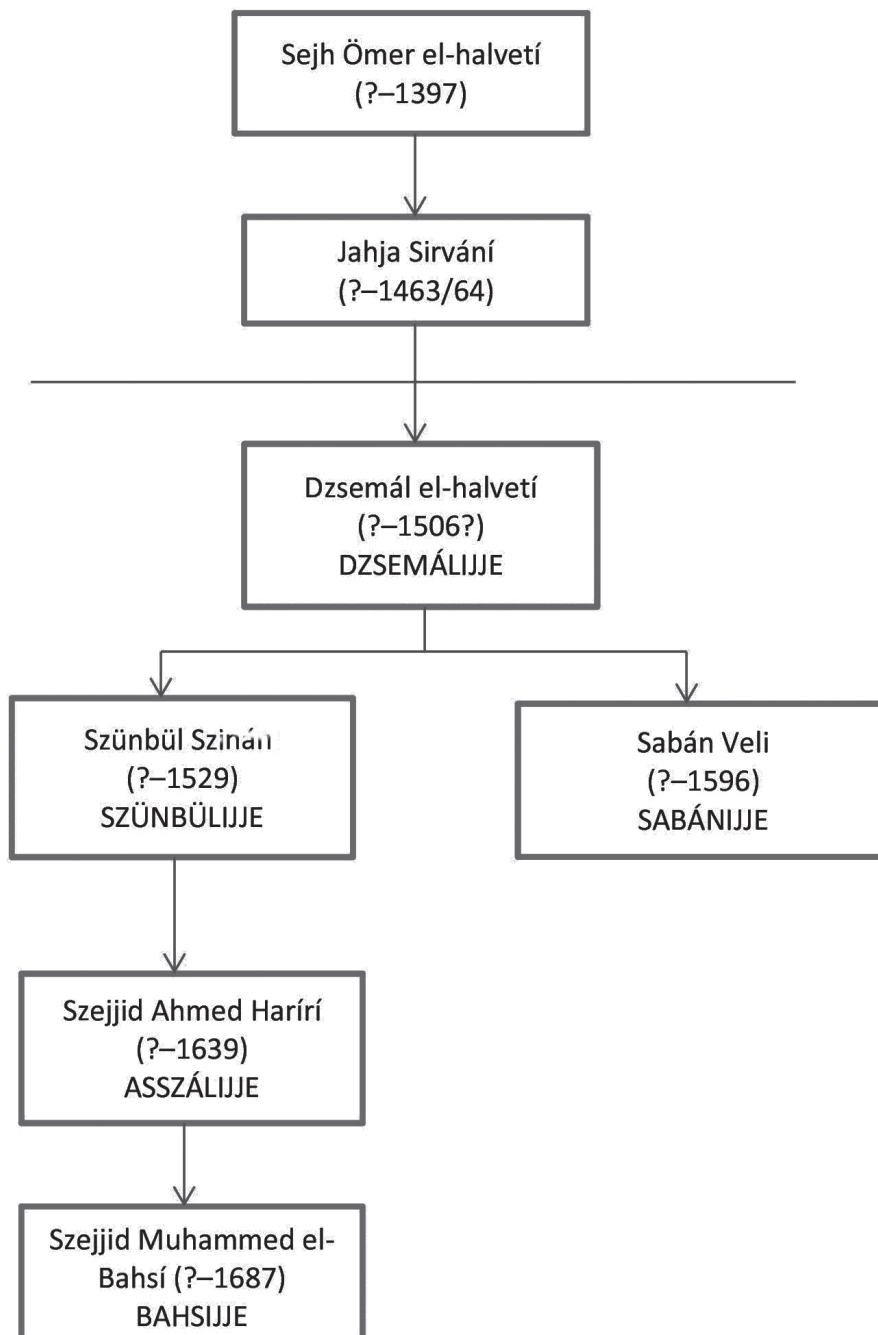 Sejh Ömer el-halvetí
(?–1397)
Jahja Sirvání
(?–1463/64)
Dzsemál el-halvetí
(?–1506?)
DZSEMÁLIJJE
Szünbül Szinán
(?–1529)
SZÜNBÜLIJJE
Sabán Veli
(?–1596)
SABÁNIJJE
Szejjid Ahmed Harírí
(?–1639)
ASSZÁLIJJE
Szejjid Muhammed el-
Bahsí (?–1687)
BAHSIJJE